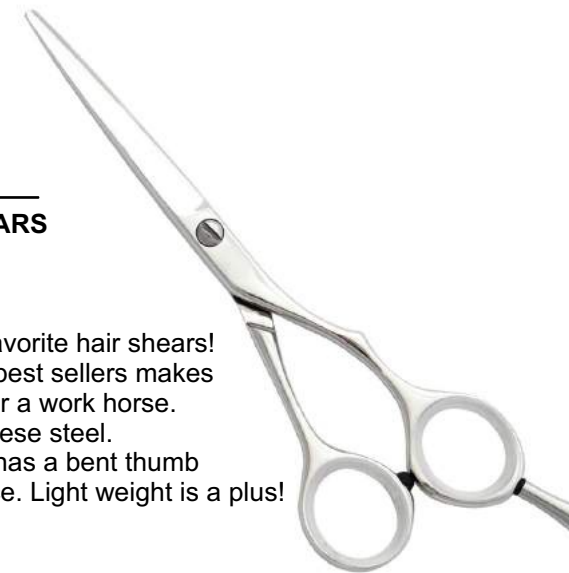 ARS
avorite hair shears!
best sellers makes
r a work horse.
ese steel.
has a bent thumb
e. Light weight is a plus!